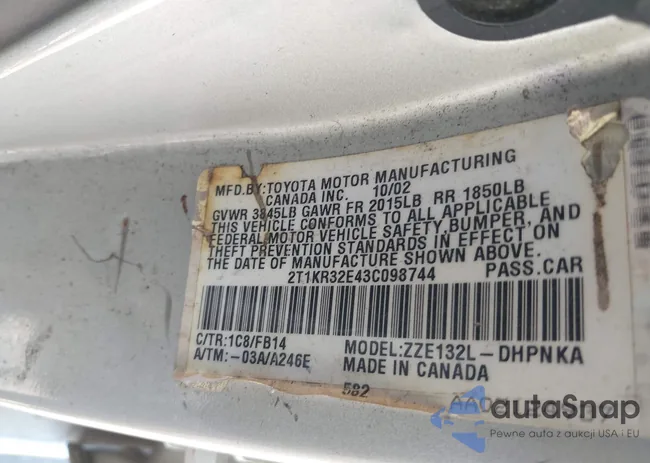 MFD.BY:TOYOTA MOTOR MANUFACTURING
CANADA INC. 10/02
GVWR 3845LB GAWR FR 2015LB RR 1850LB
THIS VEHICLE CONFORMS TO ALL APPLICABLE
FEDERAL MOTOR VEHICLE SAFETY,BUMPER, AND
THEFT PREVENTION STANDARDS IN EFFECT ON
THE DATE OF MANUFACTURE SHOWN ABOVE.
2T1KR32E43C098744 PASS.CAR
C/TR:1C8/FB14 MODEL:ZZE132L-DHPNKA
A/TM:-03A/A246E MADE IN CANADA
582
autoSnap
Pewne auta z aukcji USA i EU